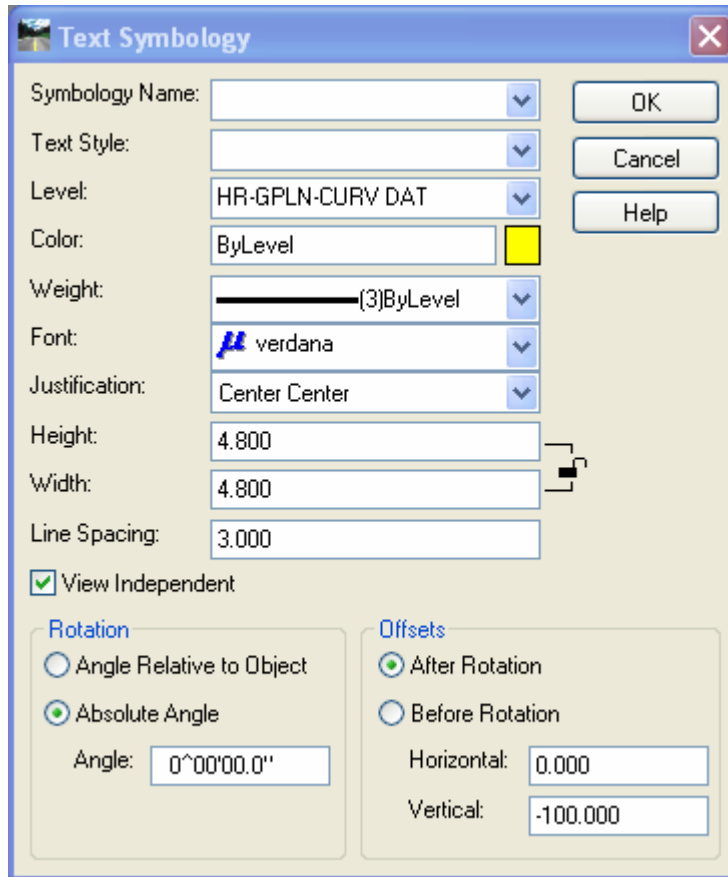 Text Symbology
Symbology Name:
OK
Text Style:
Cancel
Level: HR-GPLN-CURV DAT
Help
Color: ByLevel
Weight: (3)ByLevel
Font: µ verdana
Justification: Center Center
Height: 4.800
Width: 4.800
Line Spacing: 3.000
View Independent
Rotation
Angle Relative to Object
Absolute Angle
Angle: 0^00'00.0"
Offsets
After Rotation
Before Rotation
Horizontal: 0.000
Vertical: -100.000